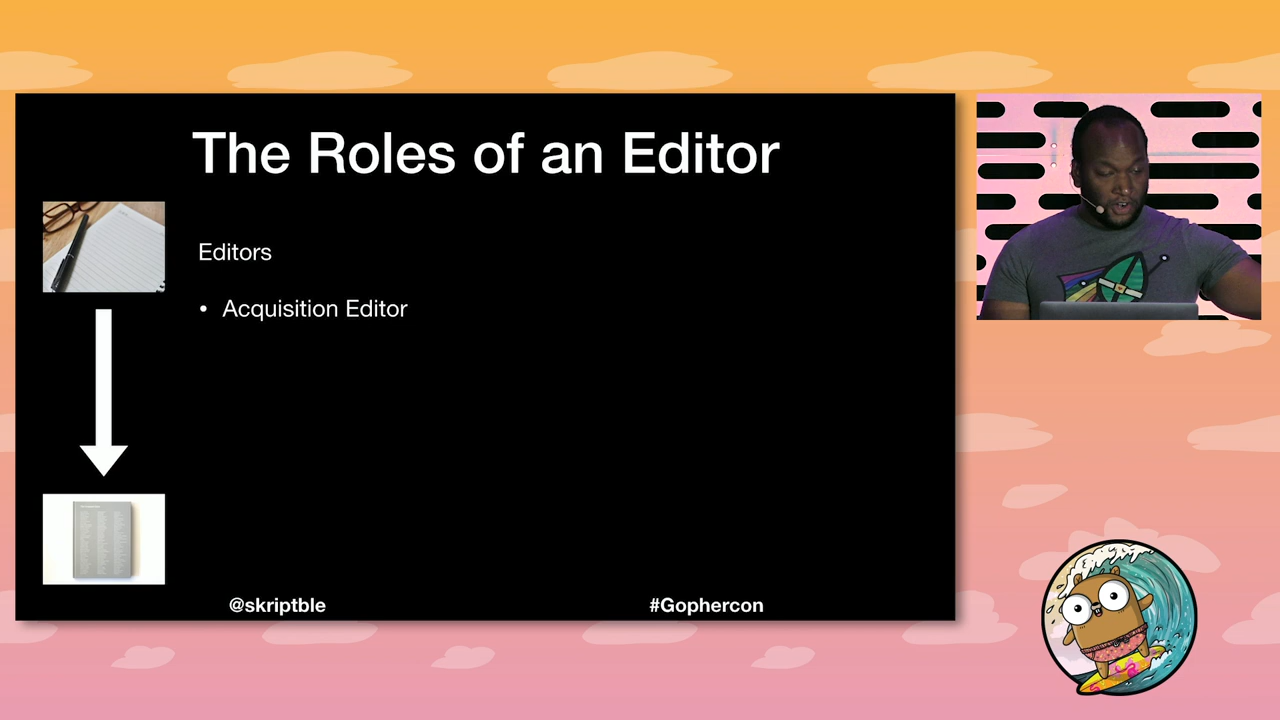 The Roles of an Editor
Editors
• Acquisition Editor
@skriptble
#Gophercon